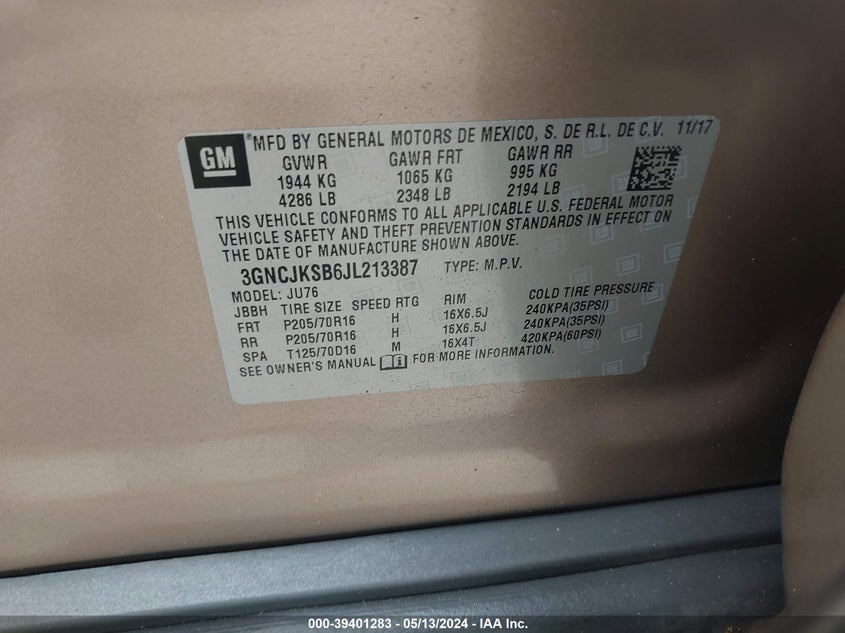 GM
*MFD BY GENERAL MOTORS DE MEXICO, S. DE R.L. DE C.V. 11/17
GVWR GAWR FRT GAWR RR
1944 KG 1065 KG 995 KG
4286 LB 2348 LB 2194 LB
THIS VEHICLE CONFORMS TO ALL APPLICABLE U.S. FEDERAL MOTOR
VEHICLE SAFETY AND THEFT PREVENTION STANDARDS IN EFFECT ON
THE DATE OF MANUFACTURE SHOWN ABOVE.
3GNCJKSB6JL213387 TYPE: M.P.V.
MODEL: JU76
JBBH TIRE SIZE SPEED RTG RIM COLD TIRE PRESSURE
FRT P205/70R16 H 16X6.5J 240KPA(35PSI)
RR P205/70R16 H 16X6.5J 240KPA(35PSI)
SPA T125/70D16 M 16X4T 420KPA(60PSI)
SEE OWNER'S MANUAL FOR MORE INFORMATION.
000-39401283 - 05/13/2024 - IAA Inc.